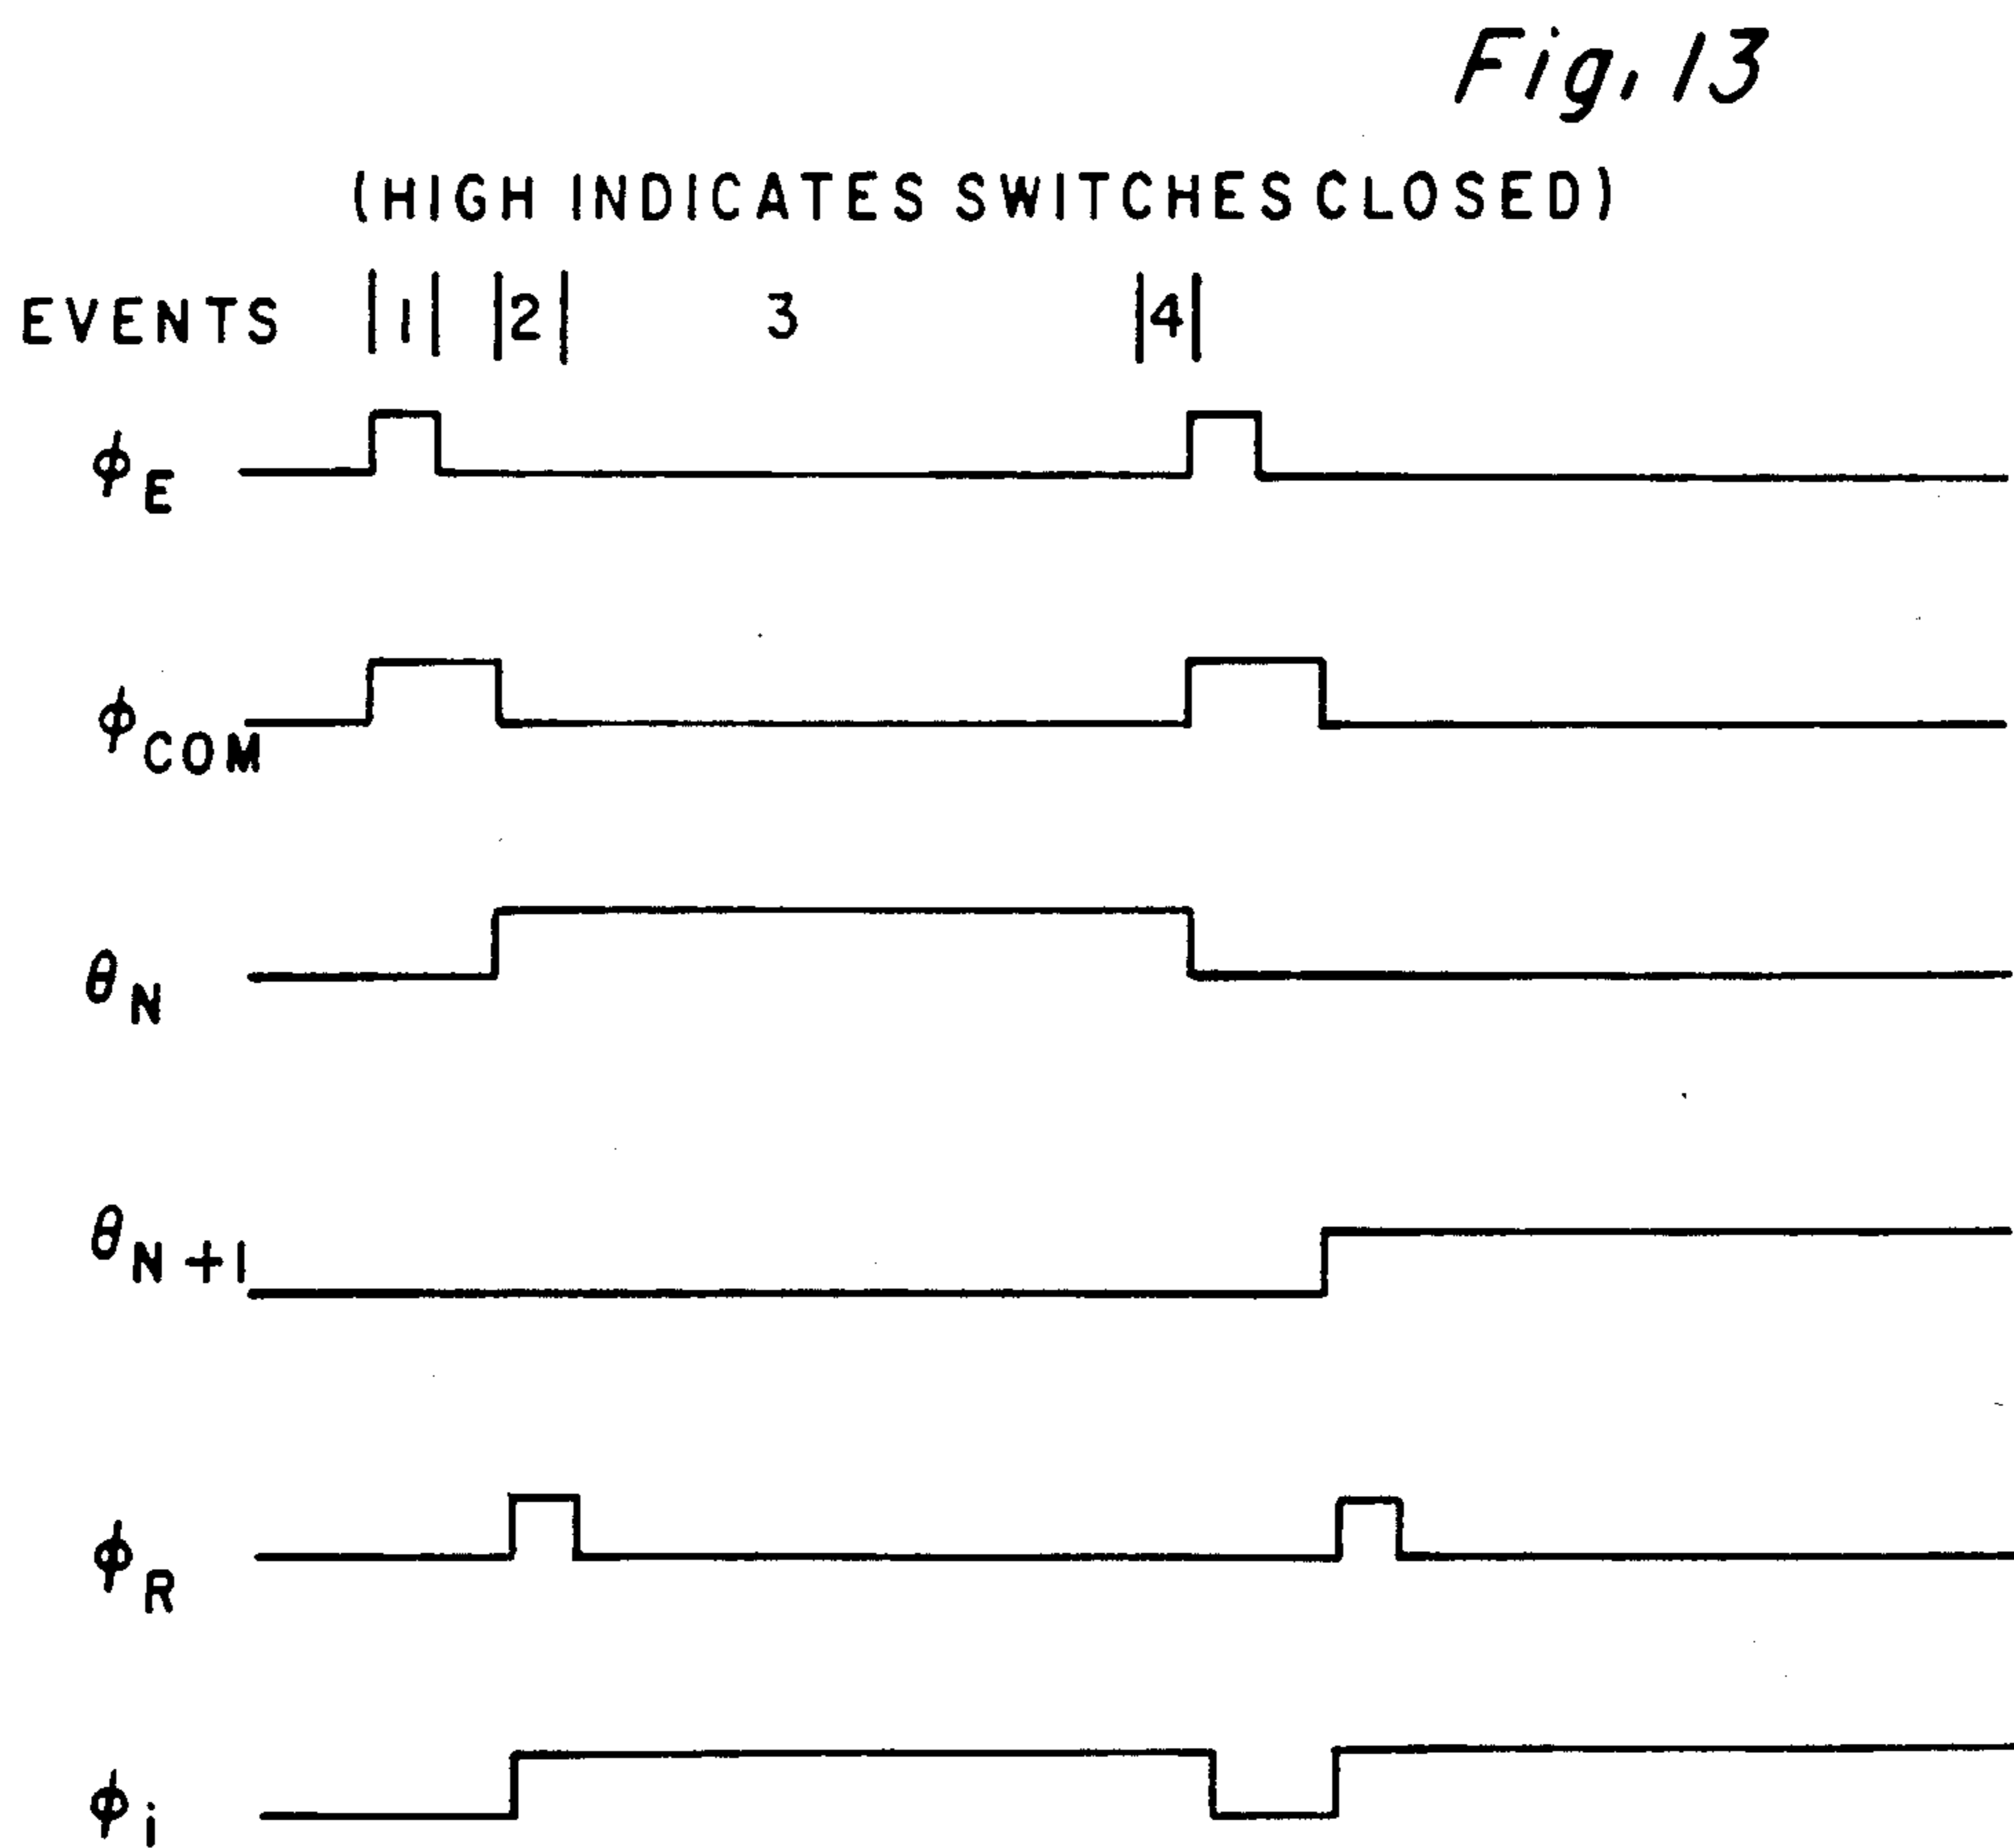 Fig. 13
(HIGH INDICATES SWITCHES CLOSED)
EVENTS |1| |2| 3 |4|
ϕE
ϕCOM
θN
θN+1
ϕR
ϕi